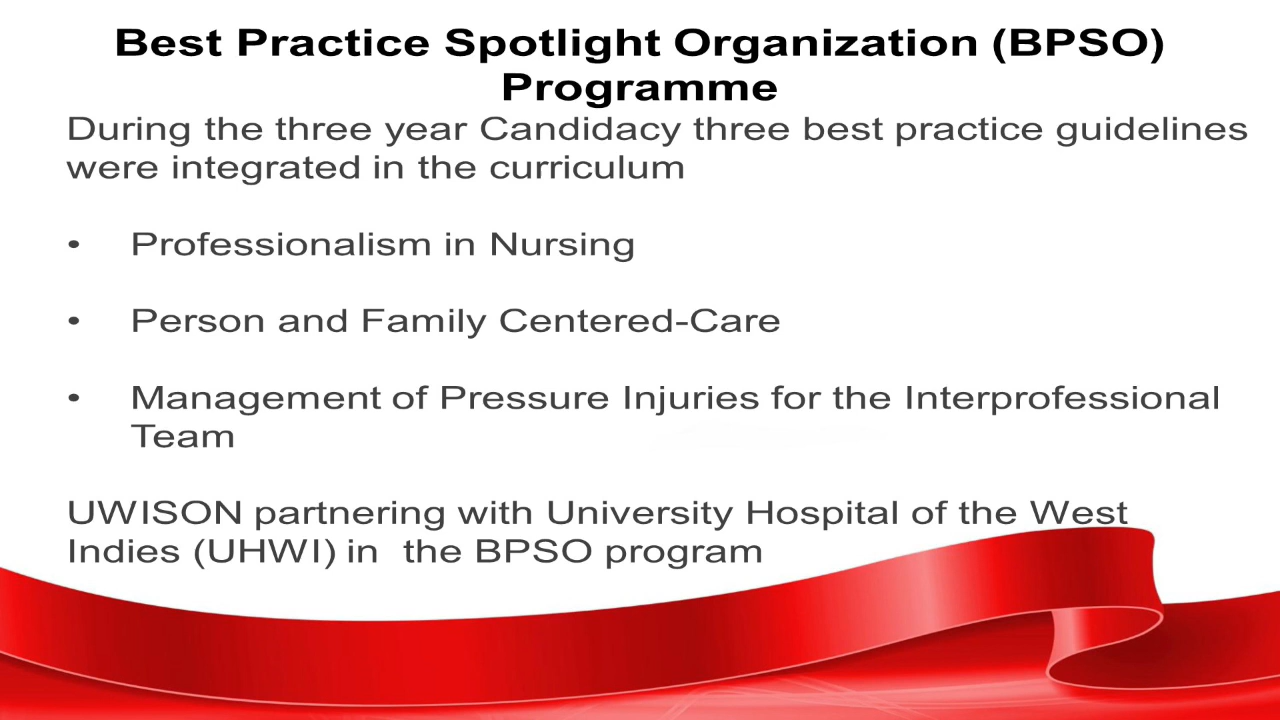 Best Practice Spotlight Organization (BPSO)
Programme
During the three year Candidacy three best practice guidelines
were integrated in the curriculum
• Professionalism in Nursing
• Person and Family Centered-Care
• Management of Pressure Injuries for the Interprofessional
Team
UWISON partnering with University Hospital of the West
Indies (UHWI) in  the BPSO program